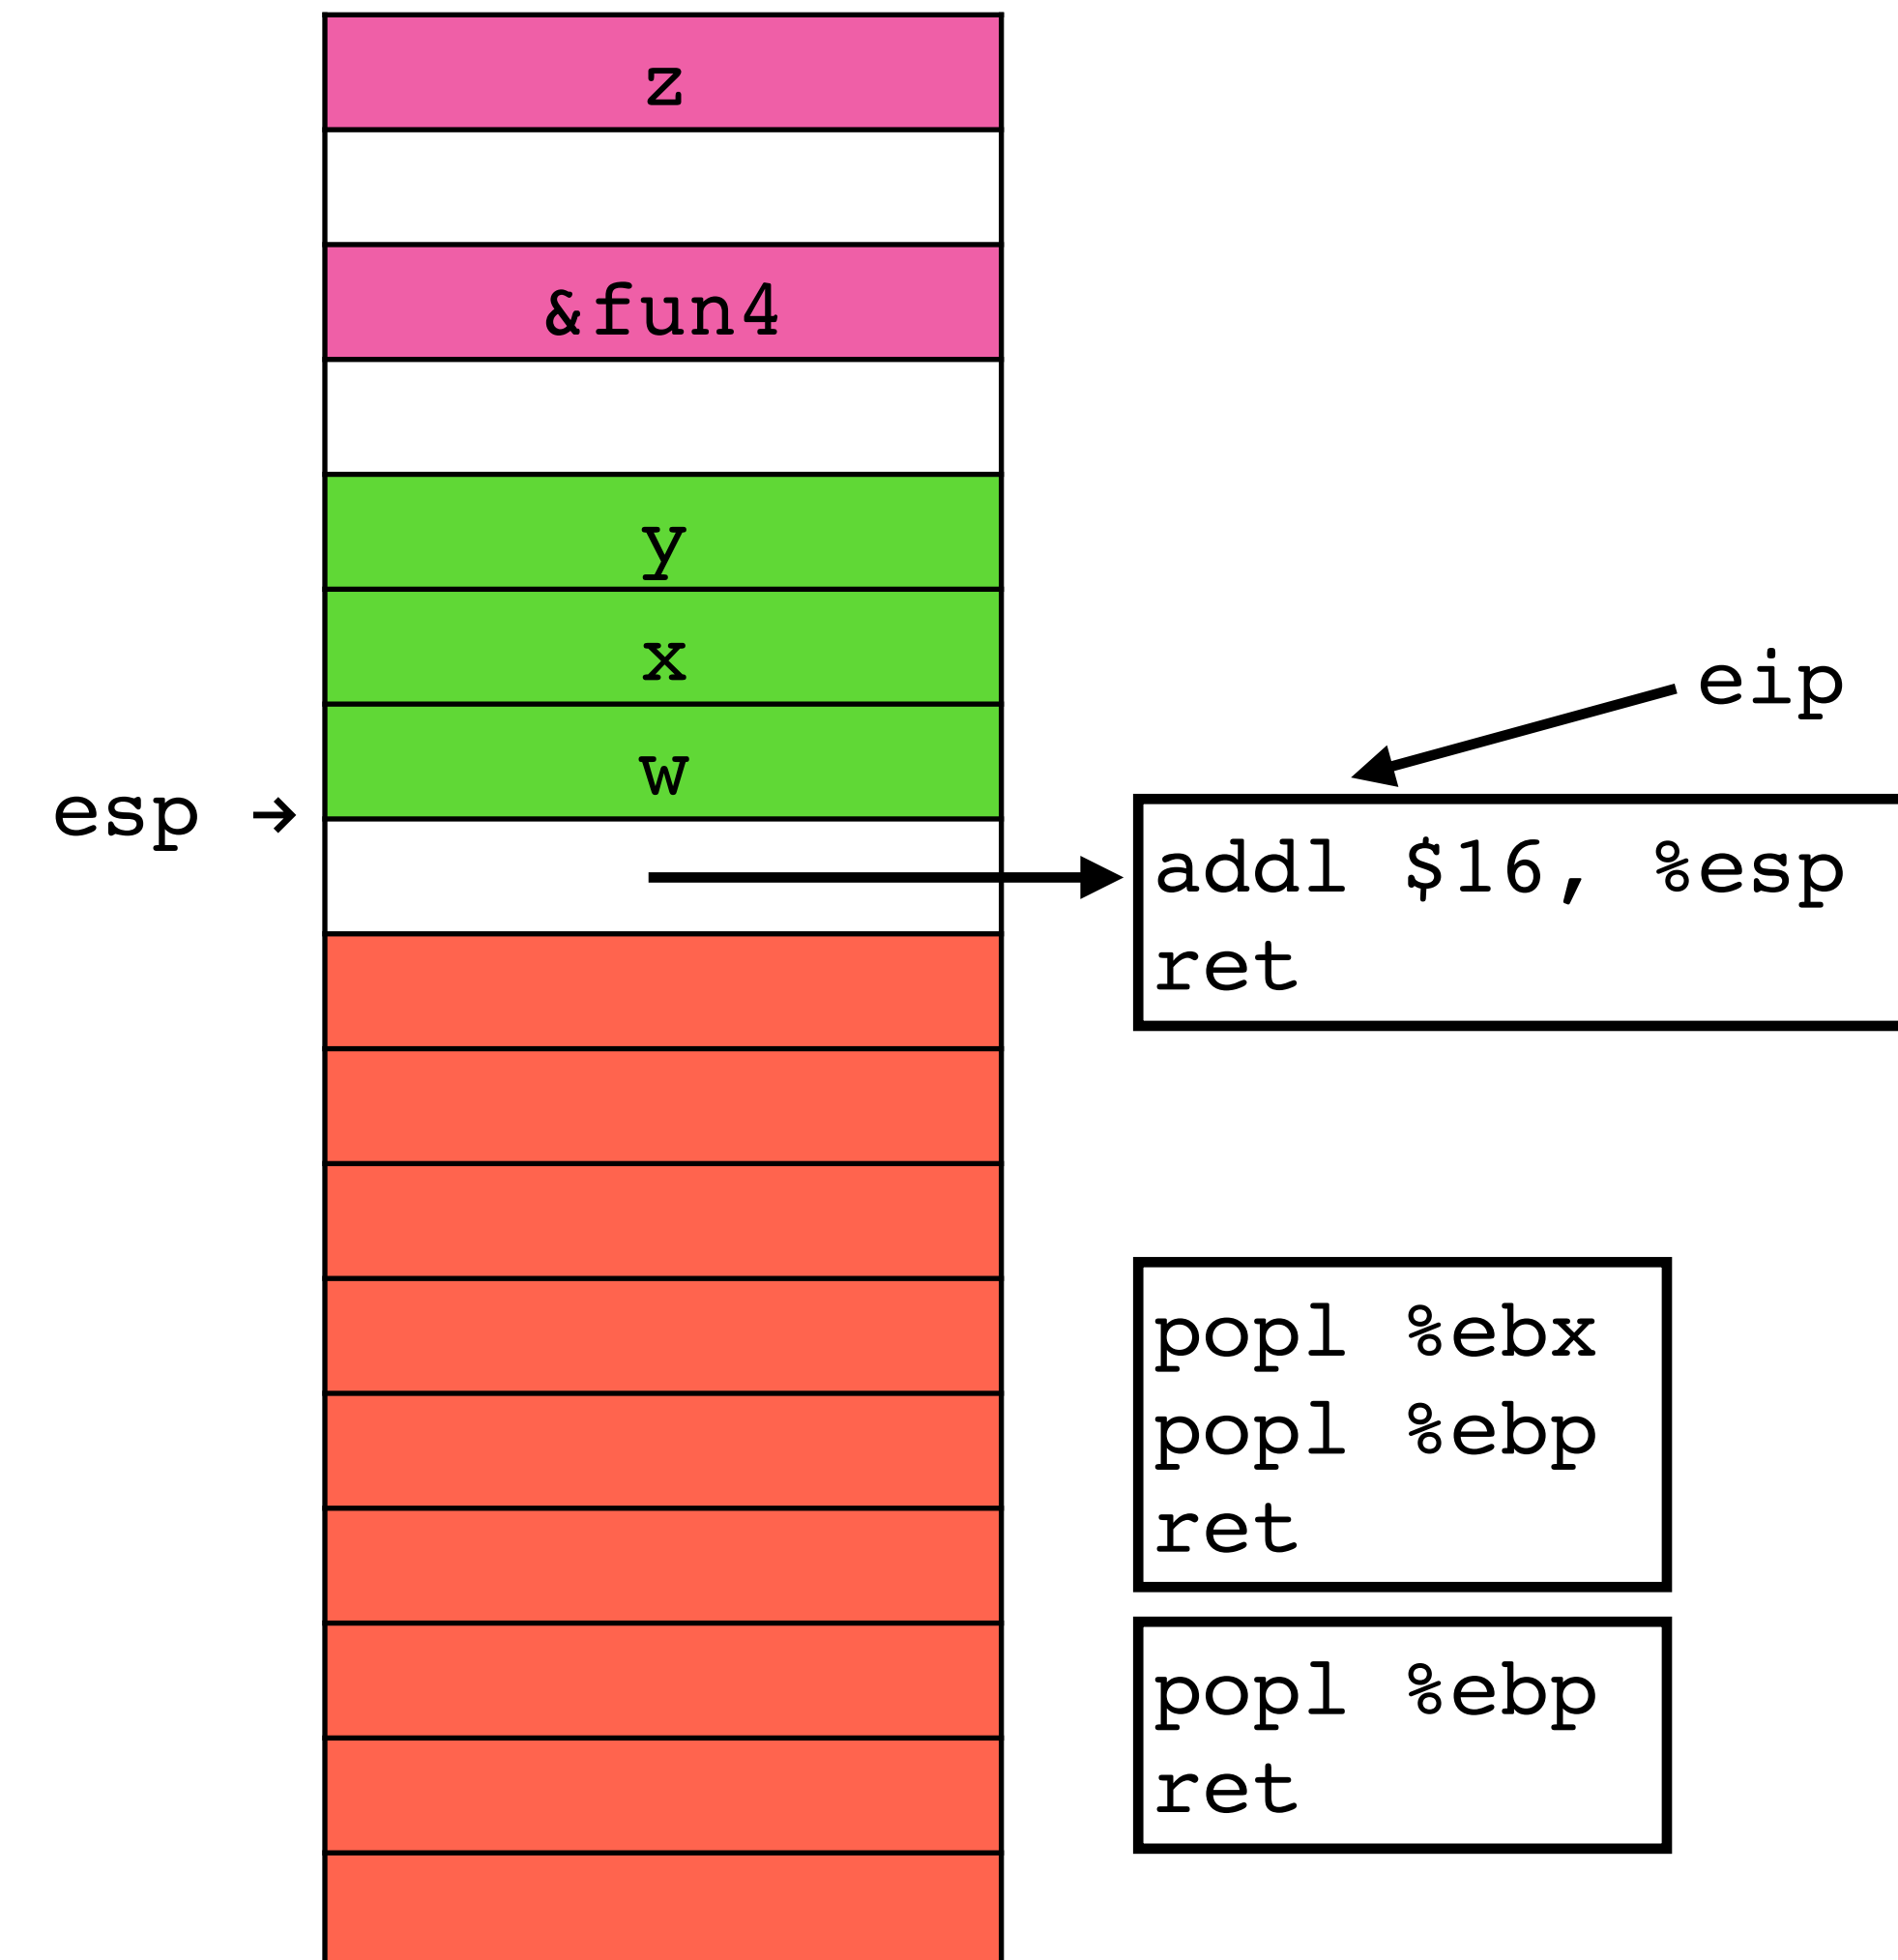 z
&fun4
y
x
w
esp →
eip
addl $16, %esp
ret
popl %ebx
popl %ebp
ret
popl %ebp
ret